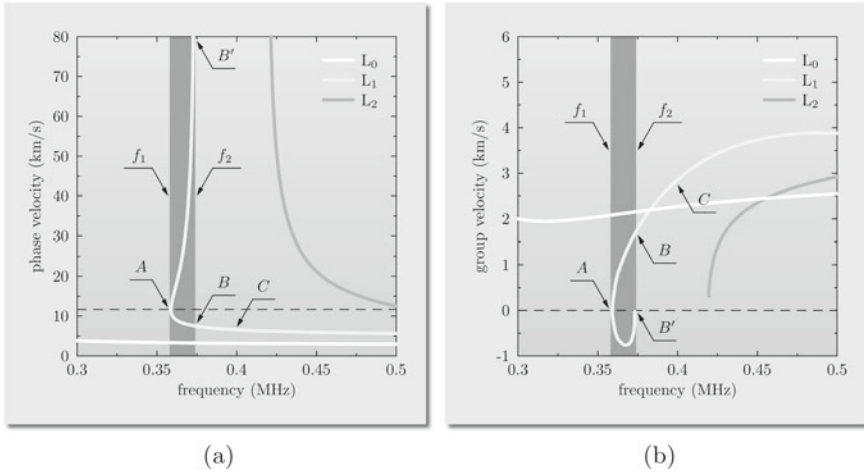 80
70
60
50
40
30
20
10
0
phase velocity (km/s)
B′
L₀
L₁
L₂
f₁
f₂
A
B
C
0.3
0.35
0.4
0.45
0.5
frequency (MHz)
(a)
6
5
4
3
2
1
0
-1
group velocity (km/s)
L₀
L₁
L₂
f₁
f₂
C
B
A
B′
0.3
0.35
0.4
0.45
0.5
frequency (MHz)
(b)